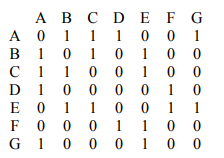 A B C D E F G
A 0 1 1 1 0 0 1
B 1 0 1 0 1 0 0
C 1 1 0 0 1 0 0
D 1 0 0 0 0 1 0
E 0 1 1 0 0 1 1
F 0 0 0 1 1 0 0
G 1 0 0 0 1 0 0